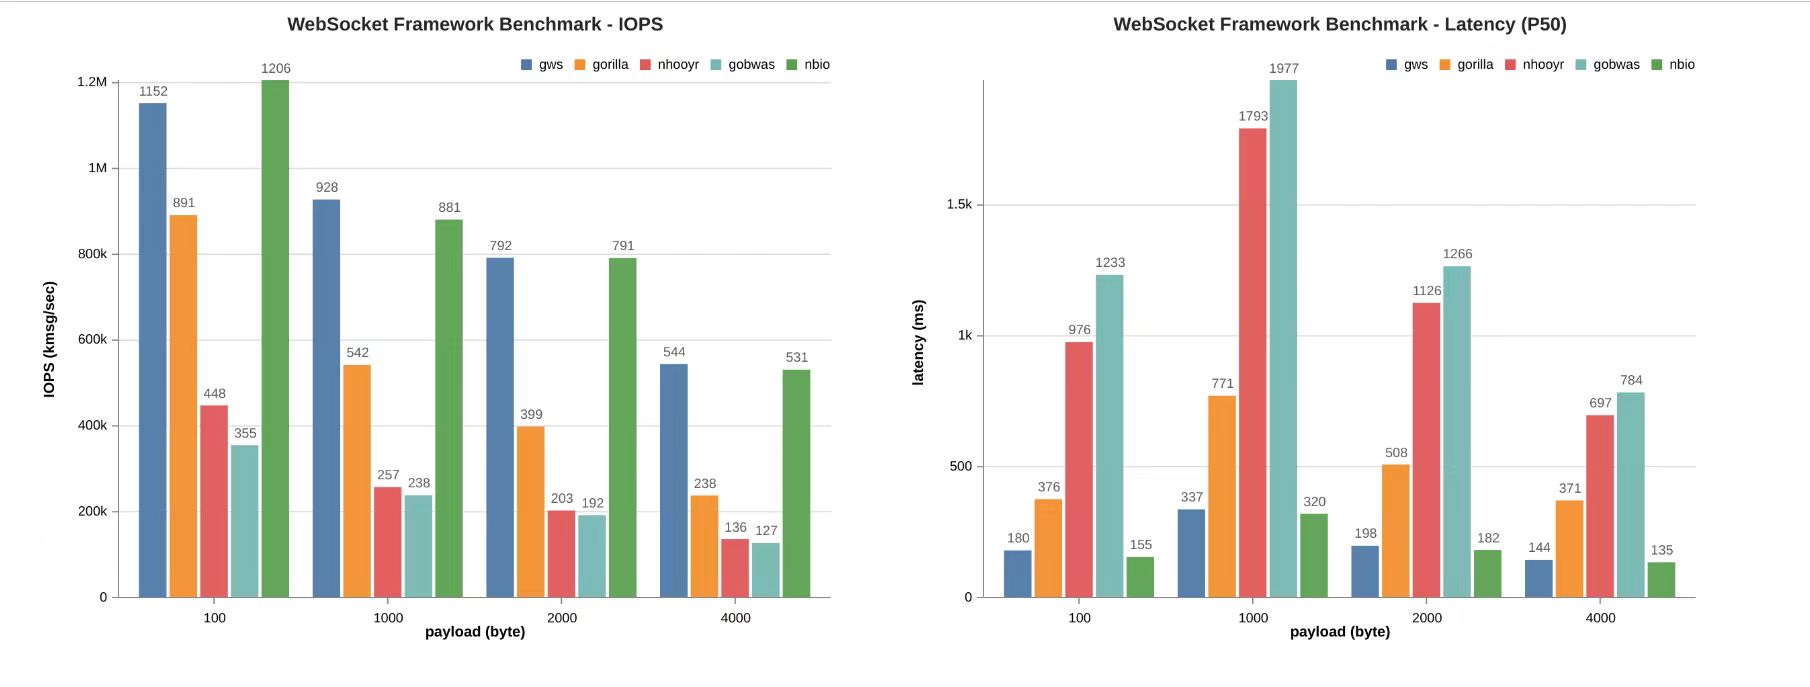 WebSocket Framework Benchmark - IOPS
gws gorilla nhooyr gobwas nbio
IOPS (kmsg/sec)
1.2M
1M
800k
600k
400k
200k
0
1152 891 448 355 1206
928 542 257 238 881
792 399 203 192 791
544 238 136 127 531
100 1000 2000 4000
payload (byte)
WebSocket Framework Benchmark - Latency (P50)
gws gorilla nhooyr gobwas nbio
latency (ms)
1.5k
1k
500
0
180 376 976 1233 155
337 771 1793 1977 320
198 508 1126 1266 182
144 371 697 784 135
100 1000 2000 4000
payload (byte)